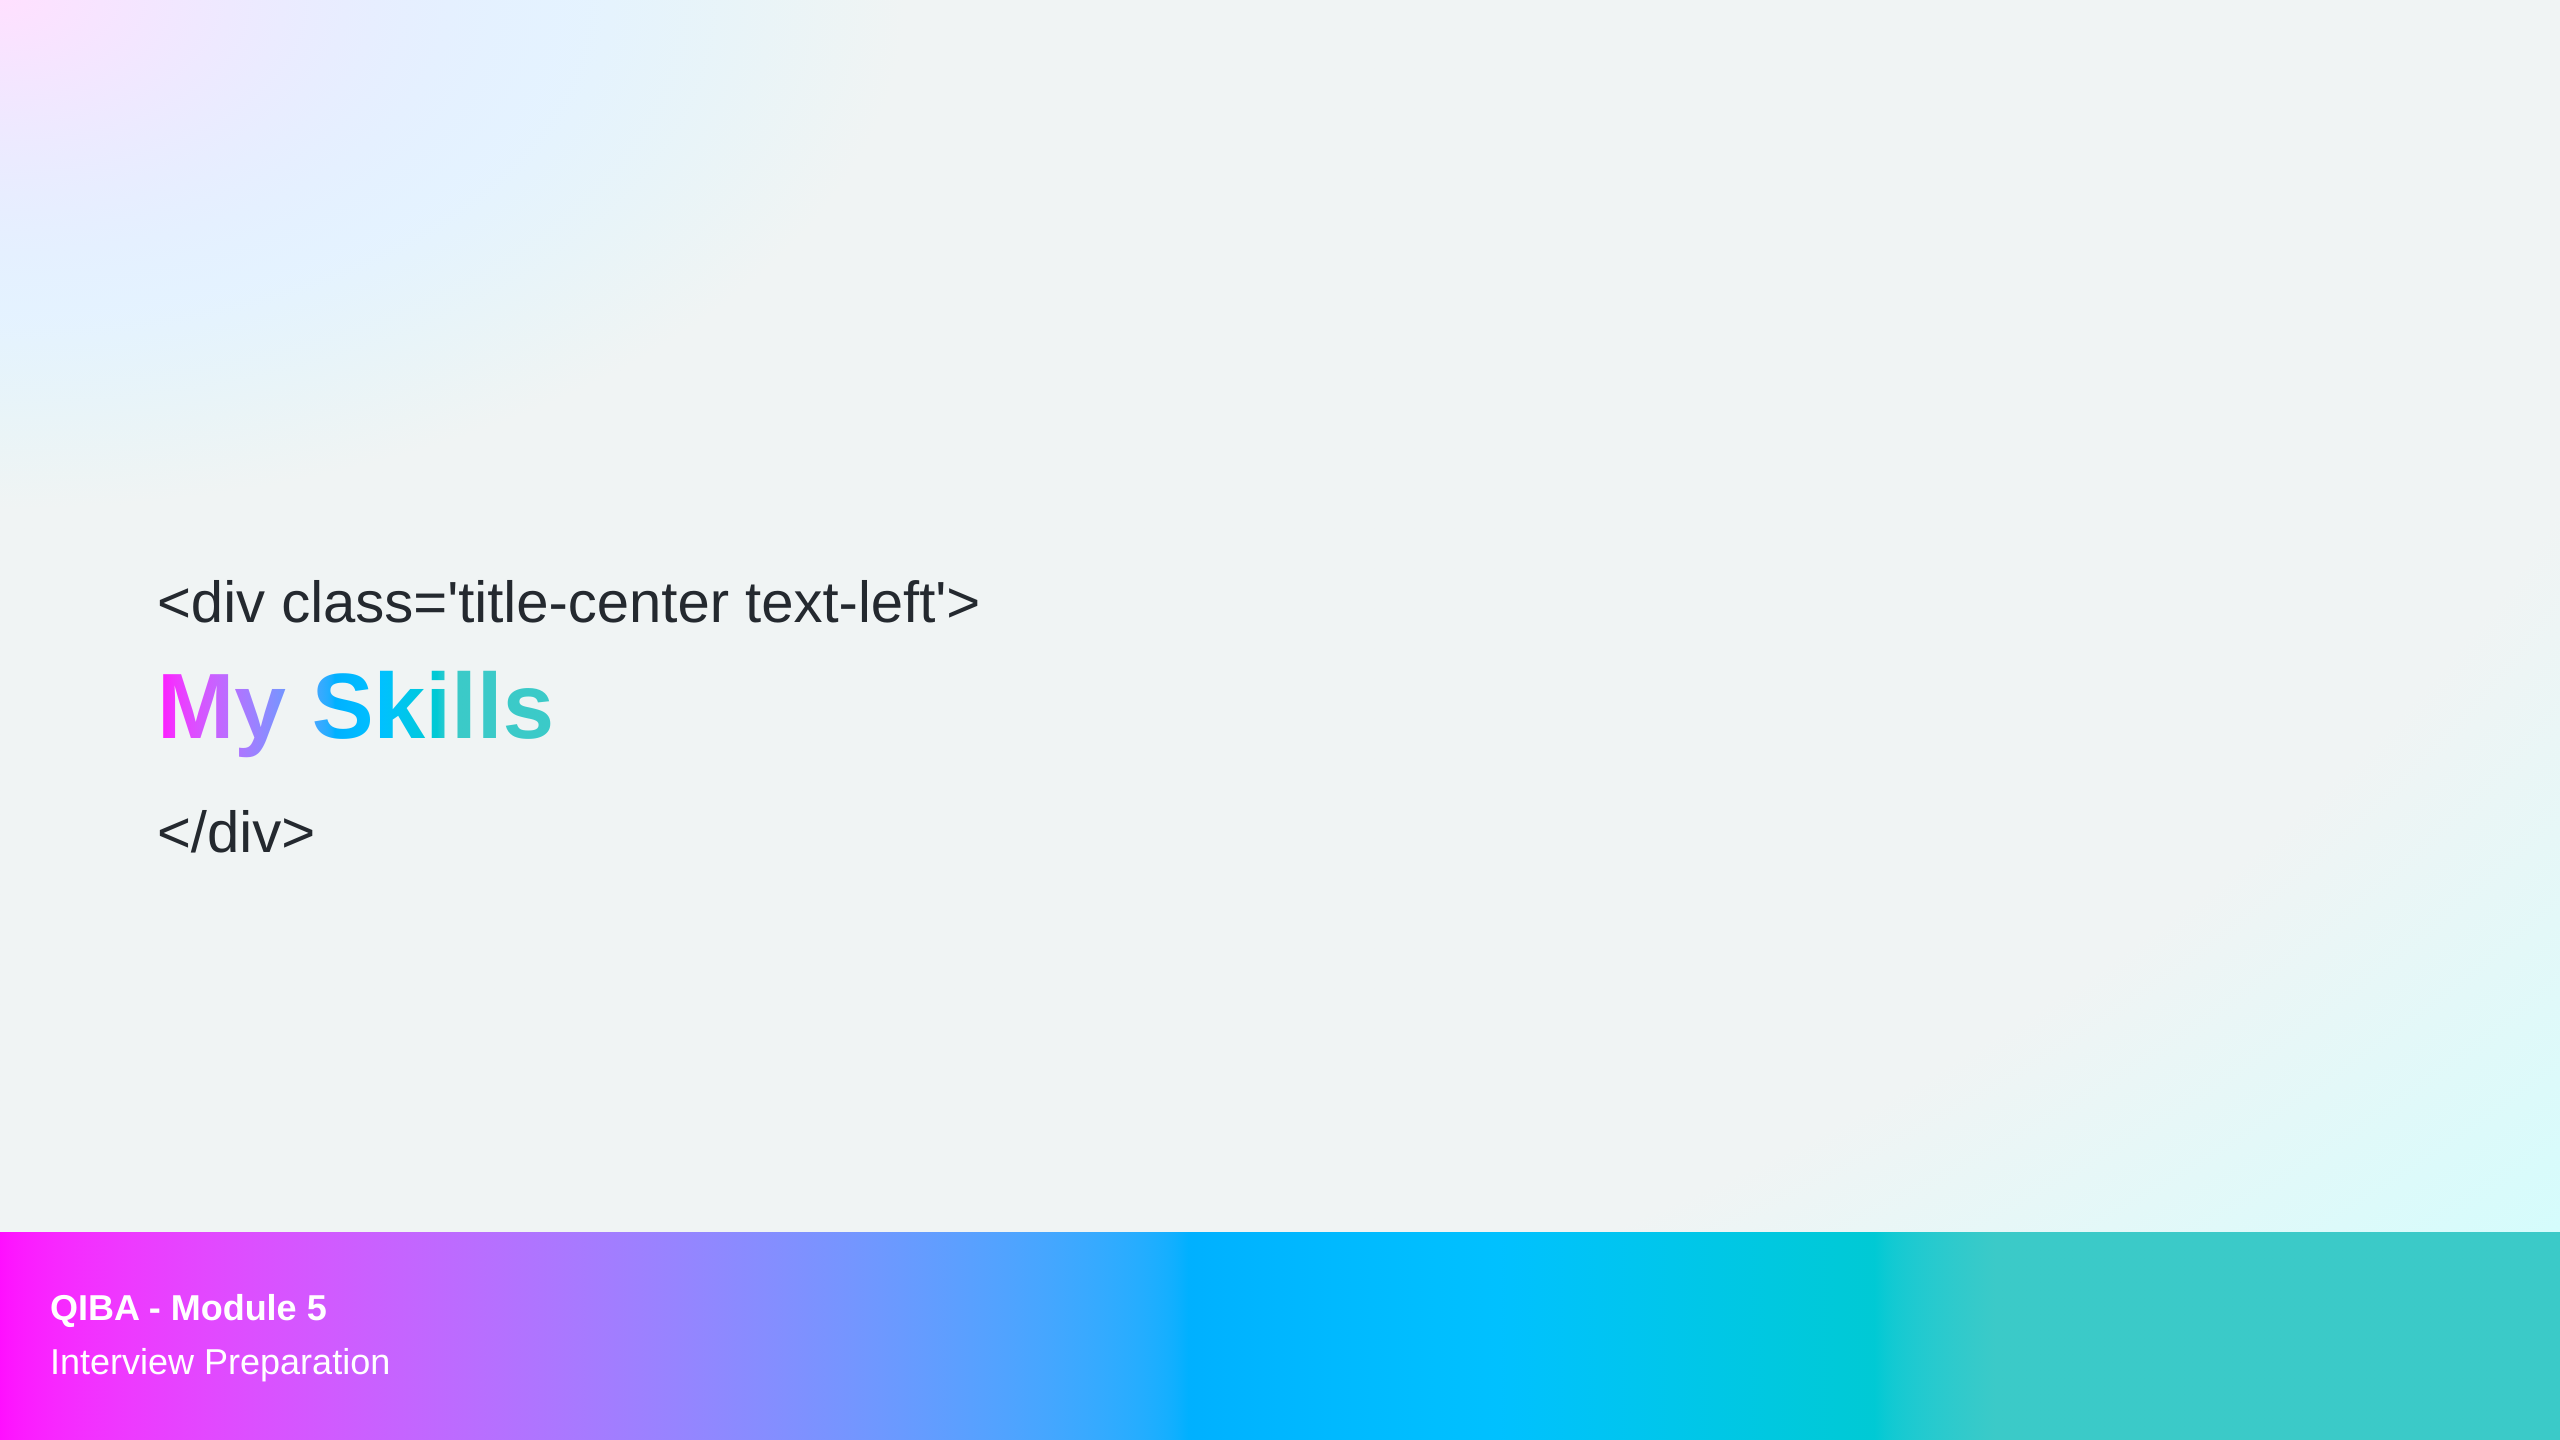 <div class='title-center text-left'>
My Skills
</div>
QIBA - Module 5
Interview Preparation